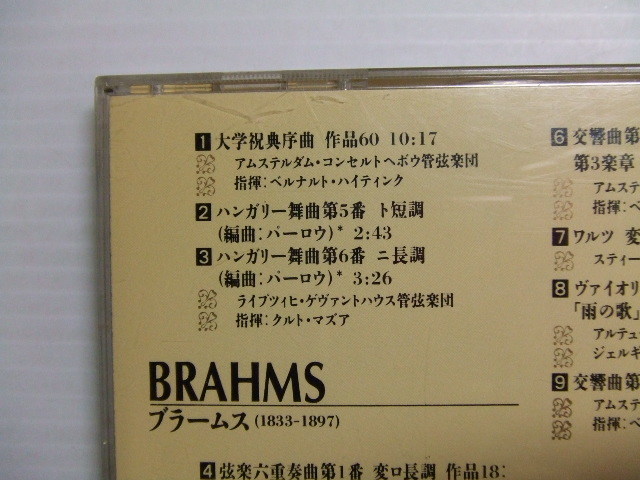 1 大学祝典序曲 作品60 10:17
アムステルダム・コンセルトヘボウ管弦楽団
指揮：ベルナルト・ハイティンク
2 ハンガリー舞曲第5番 ト短調
(編曲：パーロウ)* 2:43
3 ハンガリー舞曲第6番 ニ長調
(編曲：パーロウ)* 3:26
ライプツィヒ・ゲヴァントハウス管弦楽団
指揮：クルト・マズア
BRAHMS
ブラームス (1833-1897)
4 弦楽六重奏曲第1番 変ロ長調 作品18：
6 交響曲第
第3楽章
アムステ
指揮：ベ
7 ワルツ 変
スティー
8 ヴァイオリ
「雨の歌」
アルテュ
ジェルギ
9 交響曲第
アムステ
指揮：ベ